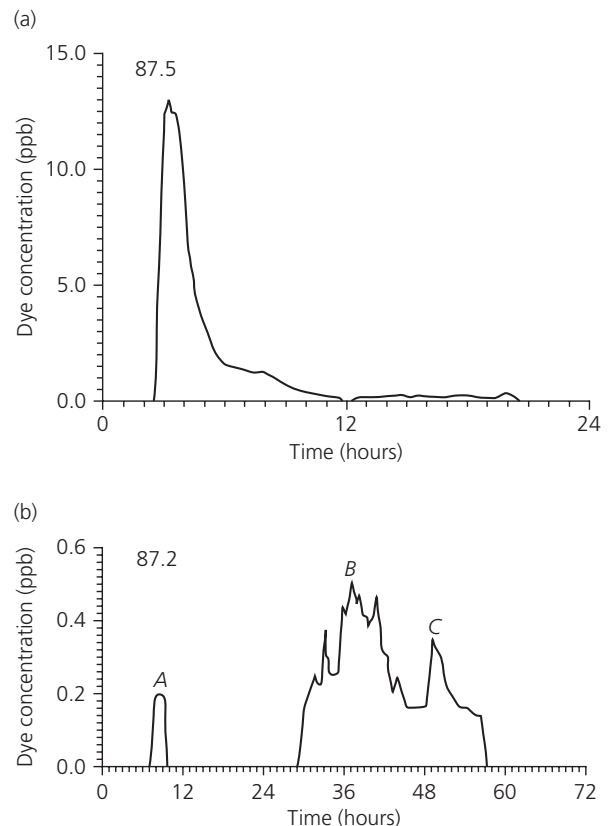 (a)
15.0
87.5
10.0
5.0
0.0
Dye concentration (ppb)
0
12
24
Time (hours)
(b)
0.6
87.2
0.4
0.2
0.0
Dye concentration (ppb)
A
B
C
0
12
24
36
48
60
72
Time (hours)